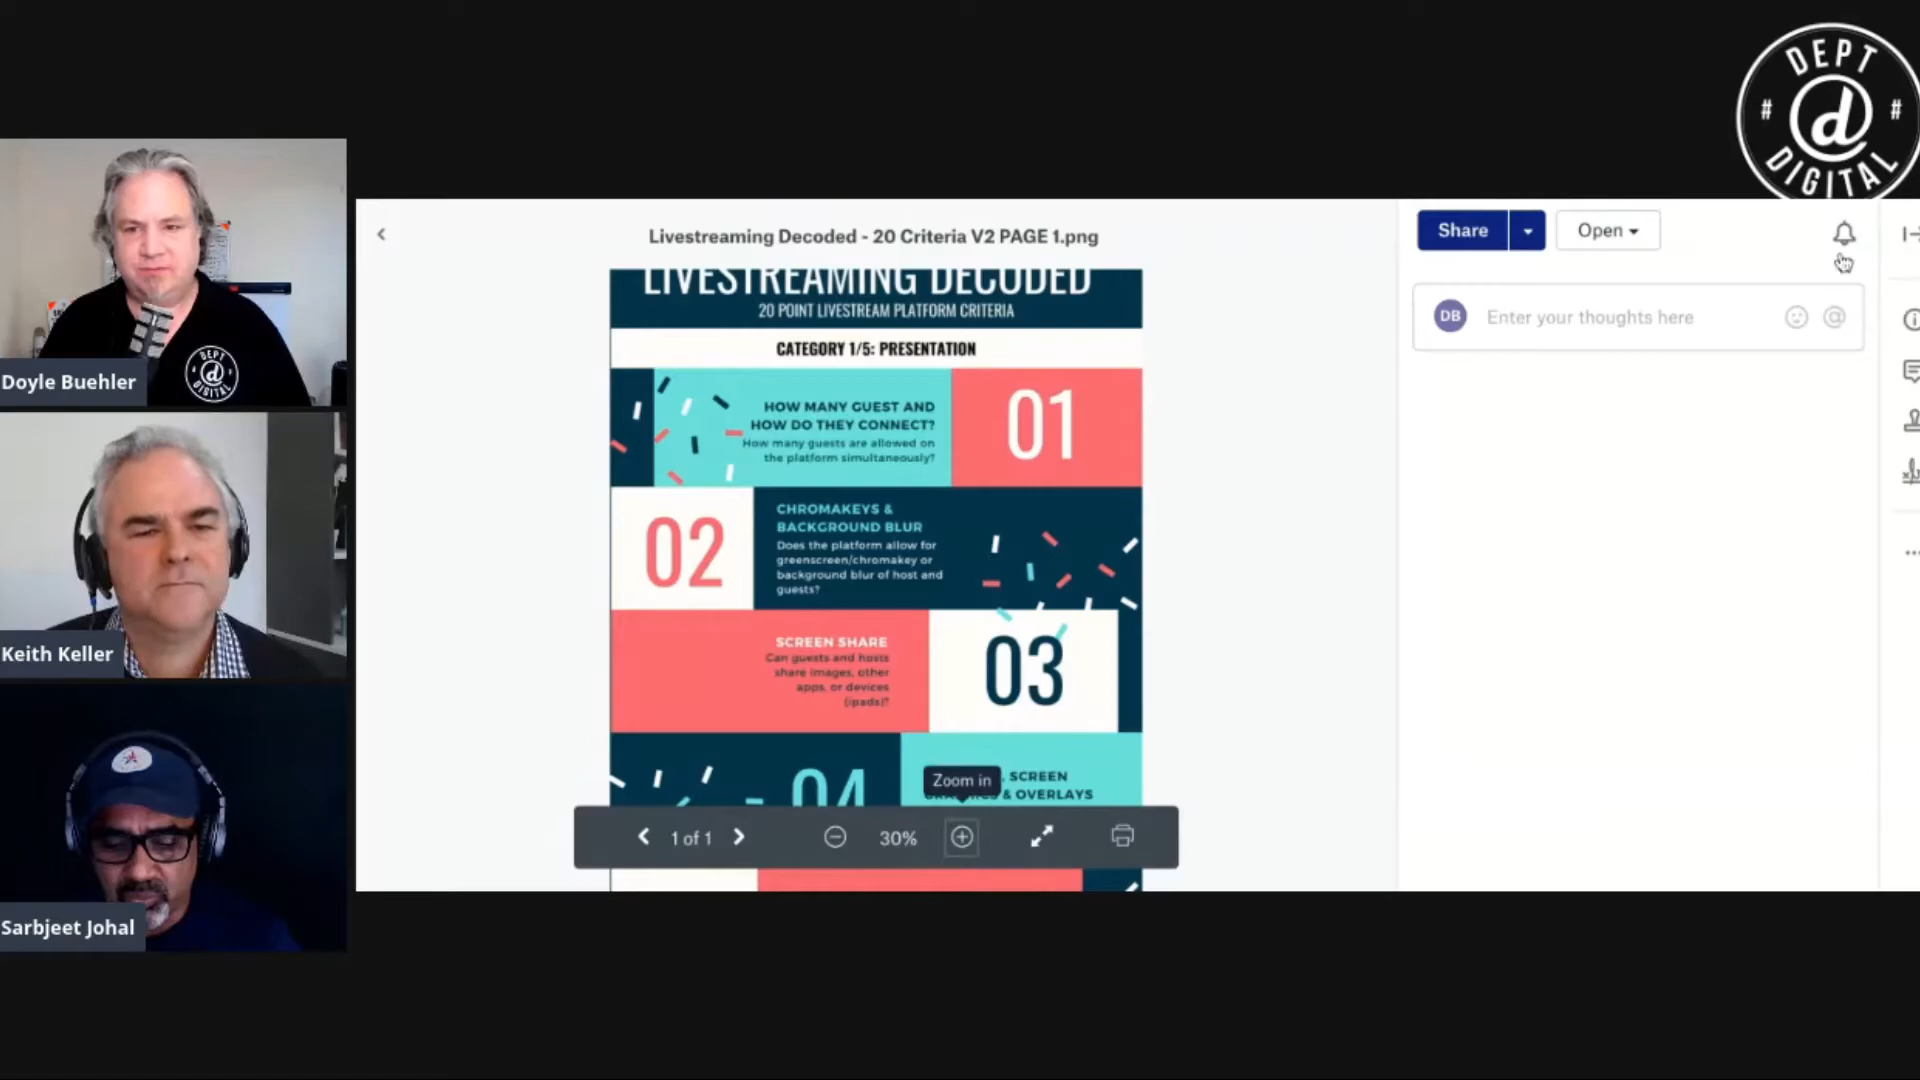 DEPT
# @d #
DIGITAL
Doyle Buehler
DEPT
DIGITAL
Keith Keller
Sarbjeet Johal
Livestreaming Decoded - 20 Criteria V2 PAGE 1.png
LIVESTREAMING DECODED
20 POINT LIVESTREAM PLATFORM CRITERIA
CATEGORY 1/5: PRESENTATION
HOW MANY GUEST AND
HOW DO THEY CONNECT?
How many guests are allowed on
the platform simultaneously?
01
02
CHROMAKEYS &
BACKGROUND BLUR
Does the platform allow for
greenscreen/chromakey or
background blur of host and
guests?
SCREEN SHARE
Can guests and hosts
share images, other
apps, or devices
(ipads)?
03
04
SCREEN
& OVERLAYS
Zoom in
1 of 1
30%
Share
Open
DB
Enter your thoughts here